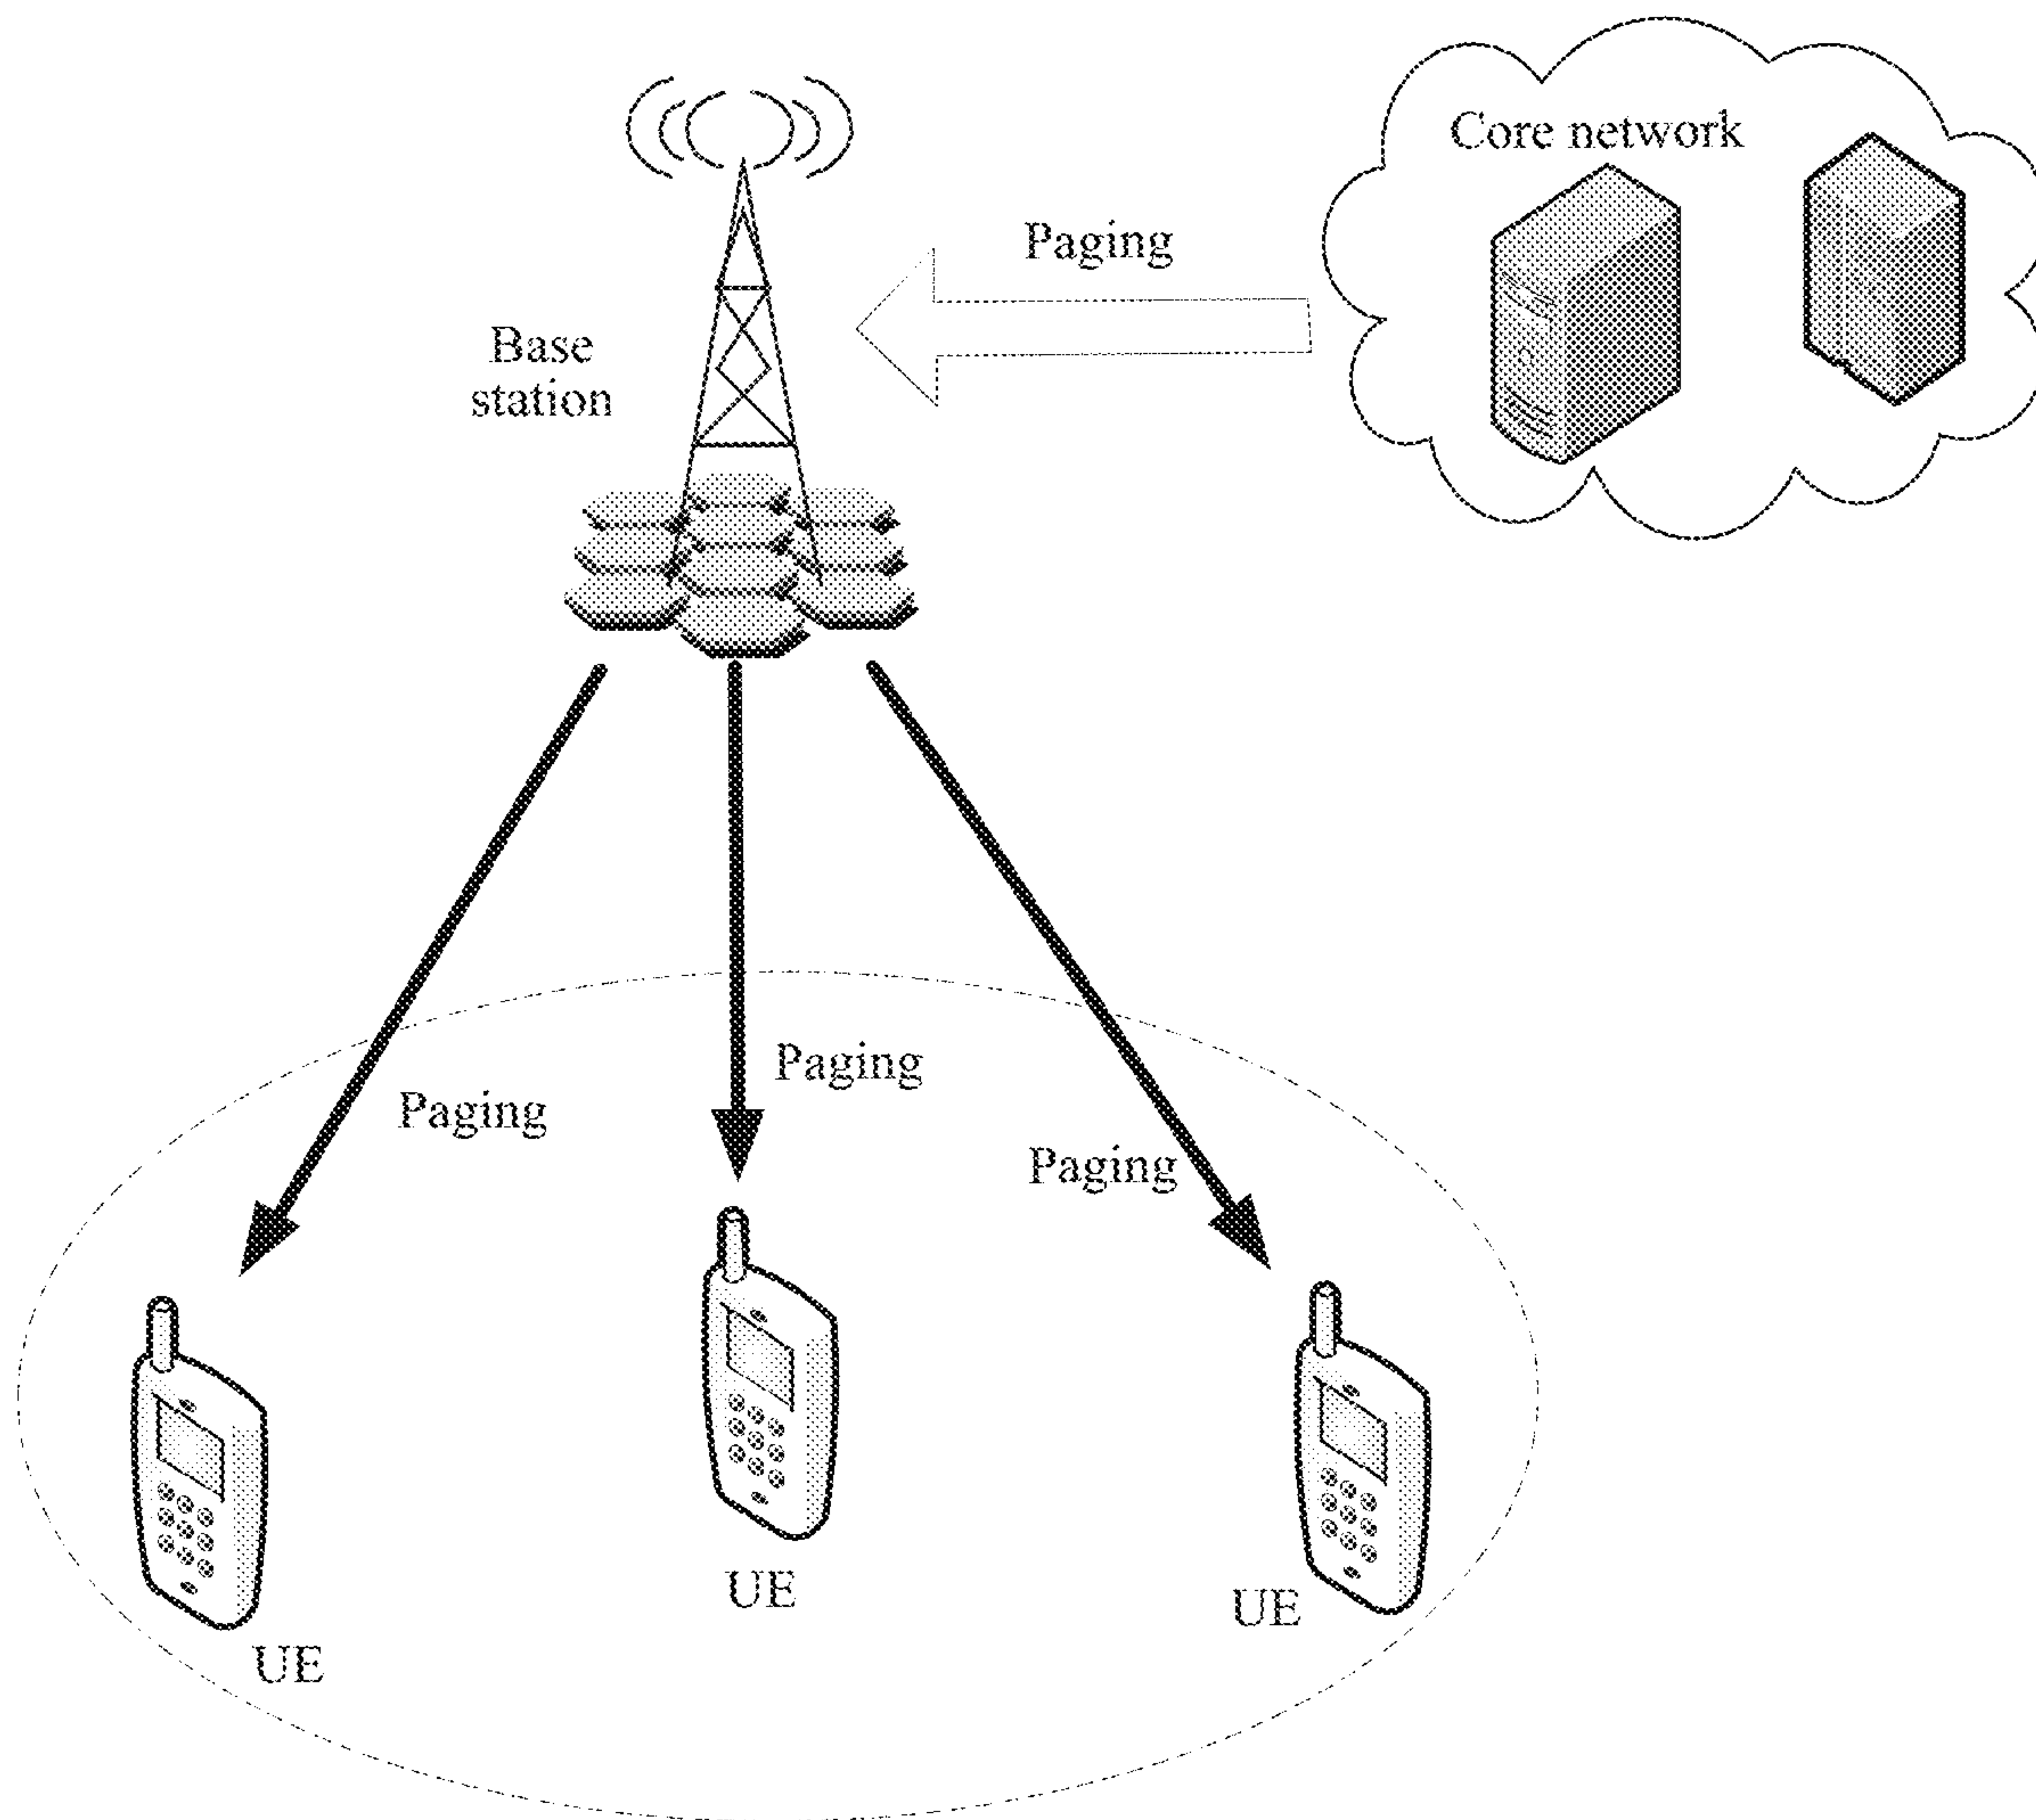 Core network
Paging
Base
station
Paging
Paging
Paging
UE
UE
UE